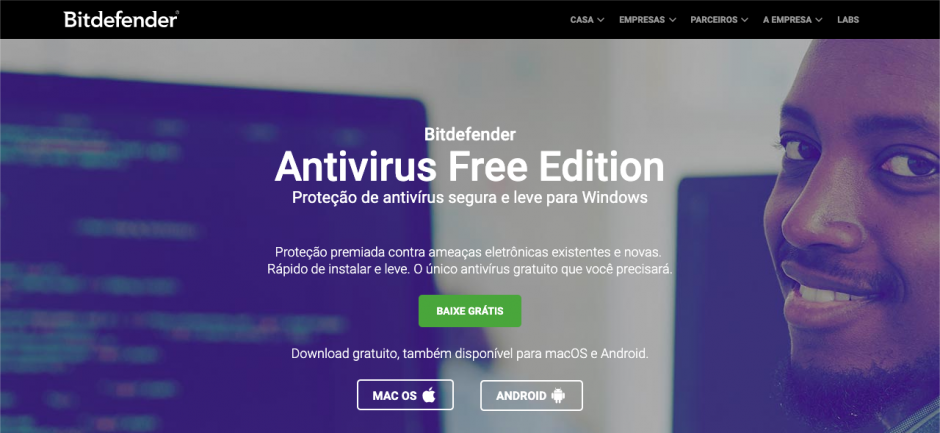 Bitdefender®
CASA EMPRESAS PARCEIROS A EMPRESA LABS
Bitdefender
Antivirus Free Edition
Proteção de antivírus segura e leve para Windows
Proteção premiada contra ameaças eletrônicas existentes e novas.
Rápido de instalar e leve. O único antivírus gratuito que você precisará.
BAIXE GRÁTIS
Download gratuito, também disponível para macOS e Android.
MAC OS ANDROID